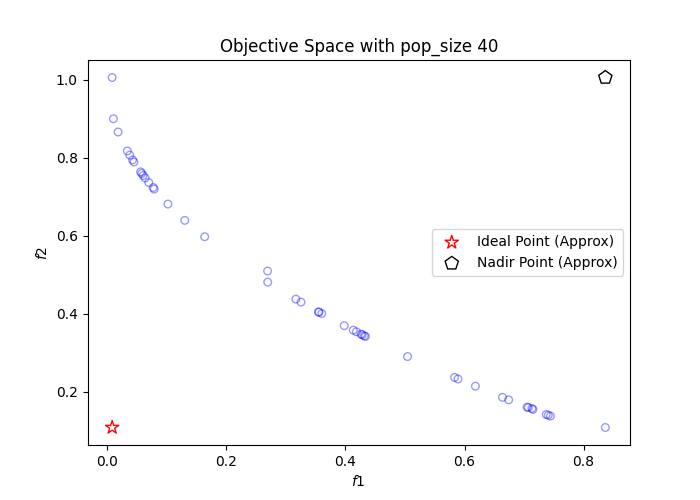 Objective Space with pop_size 40
1.0
0.8
0.6
0.4
0.2
f2
Ideal Point (Approx)
Nadir Point (Approx)
0.0 0.2 0.4 0.6 0.8
f1